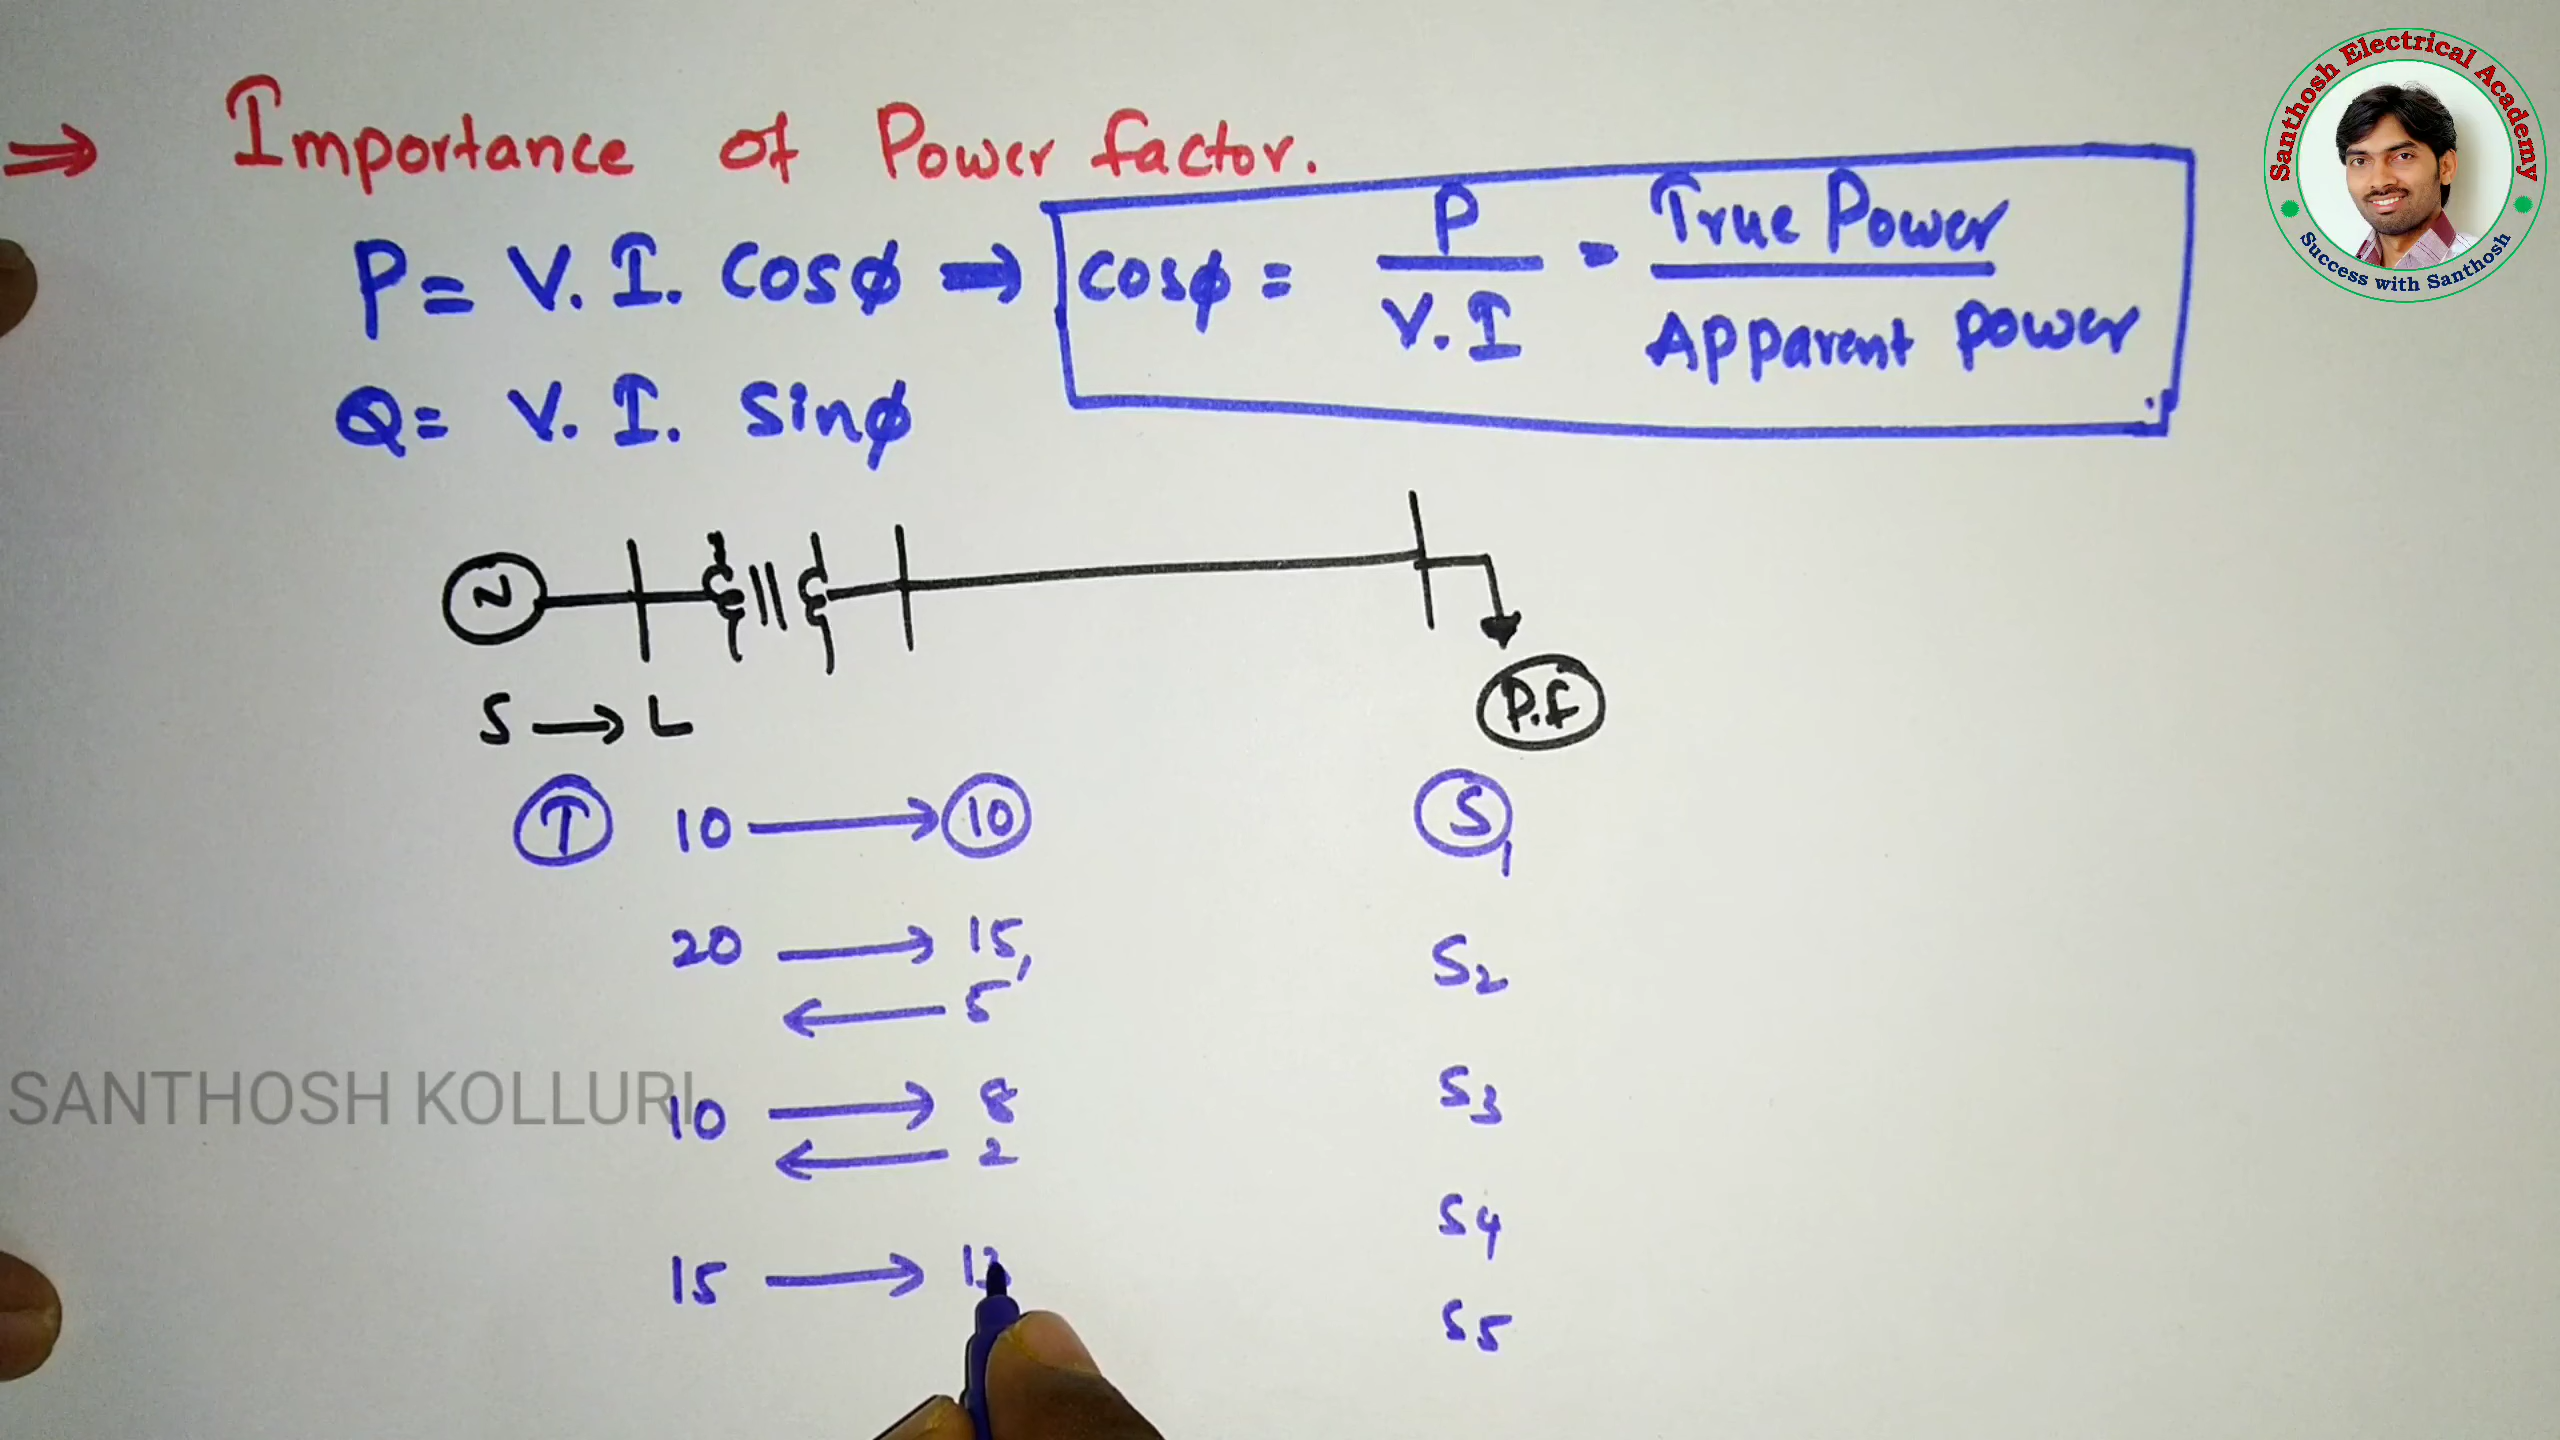 Santhosh Electrical Academy
Success with Santhosh
⇒ Importance of Power factor.
P = V. I. cosϕ ⇒ cosϕ = P / V.I = True Power / Apparent power
Q = V. I. sinϕ
N
S → L
P.f
T 10 → 10 S1
20 → 15, S2
← 5
SANTHOSH KOLLURI
10 → 8 S3
← 2
S4
15 →
S5